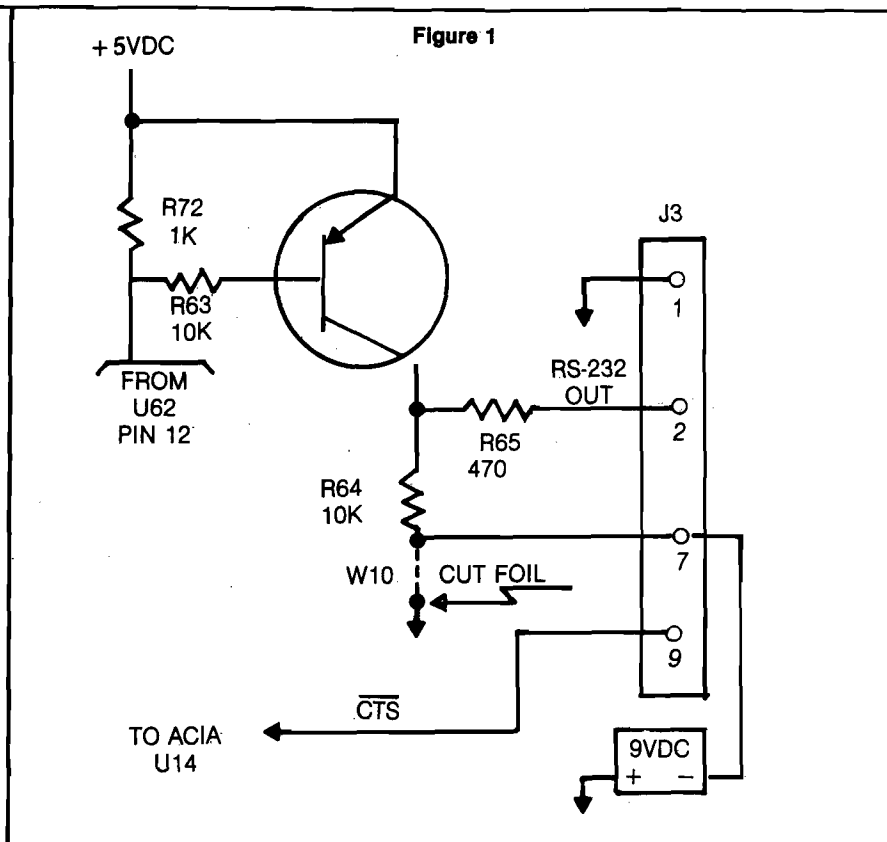 Figure 1
+ 5VDC
R72
1K
R63
10K
FROM
U62
PIN 12
J3
1
RS-232
OUT
2
R65
470
R64
10K
7
W10
CUT FOIL
9
CTS
TO ACIA
U14
9VDC
+ −